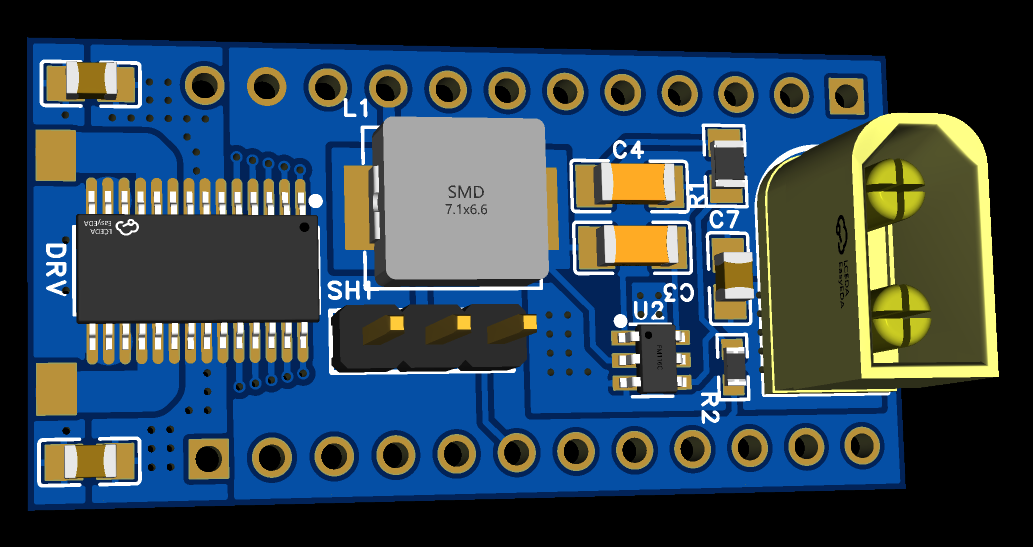 L1
C4
SMD
7.1x6.6
R1
C7
LCEDA
EasyEDA
DRV
SH1
C3
U2
LCEDA
EasyEDA
R2